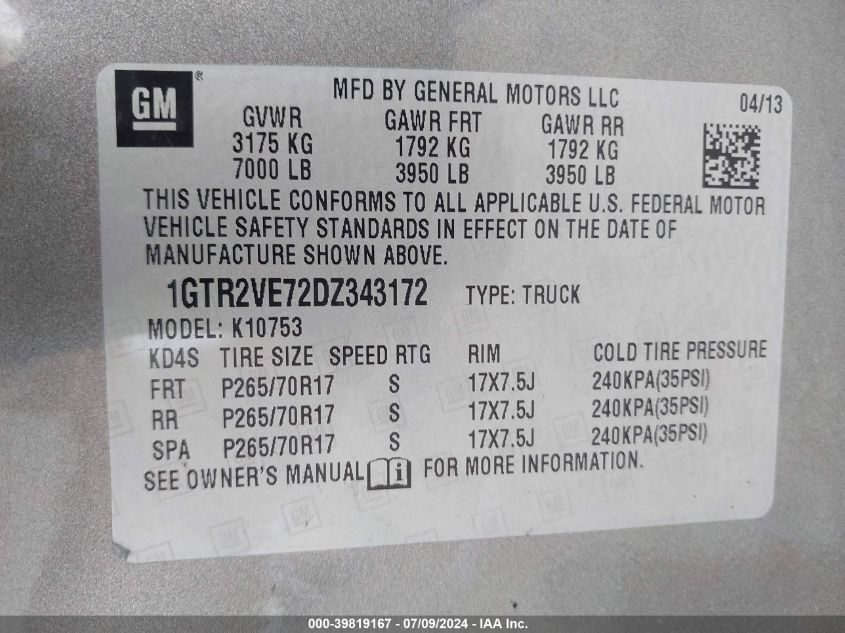 GM ®
MFD BY GENERAL MOTORS LLC 04/13
GVWR GAWR FRT GAWR RR
3175 KG 1792 KG 1792 KG
7000 LB 3950 LB 3950 LB
THIS VEHICLE CONFORMS TO ALL APPLICABLE U.S. FEDERAL MOTOR
VEHICLE SAFETY STANDARDS IN EFFECT ON THE DATE OF
MANUFACTURE SHOWN ABOVE.
1GTR2VE72DZ343172 TYPE: TRUCK
MODEL: K10753
KD4S TIRE SIZE SPEED RTG RIM COLD TIRE PRESSURE
FRT P265/70R17 S 17X7.5J 240KPA(35PSI)
RR P265/70R17 S 17X7.5J 240KPA(35PSI)
SPA P265/70R17 S 17X7.5J 240KPA(35PSI)
SEE OWNER'S MANUAL i FOR MORE INFORMATION.
000-39819167 - 07/09/2024 - IAA Inc.